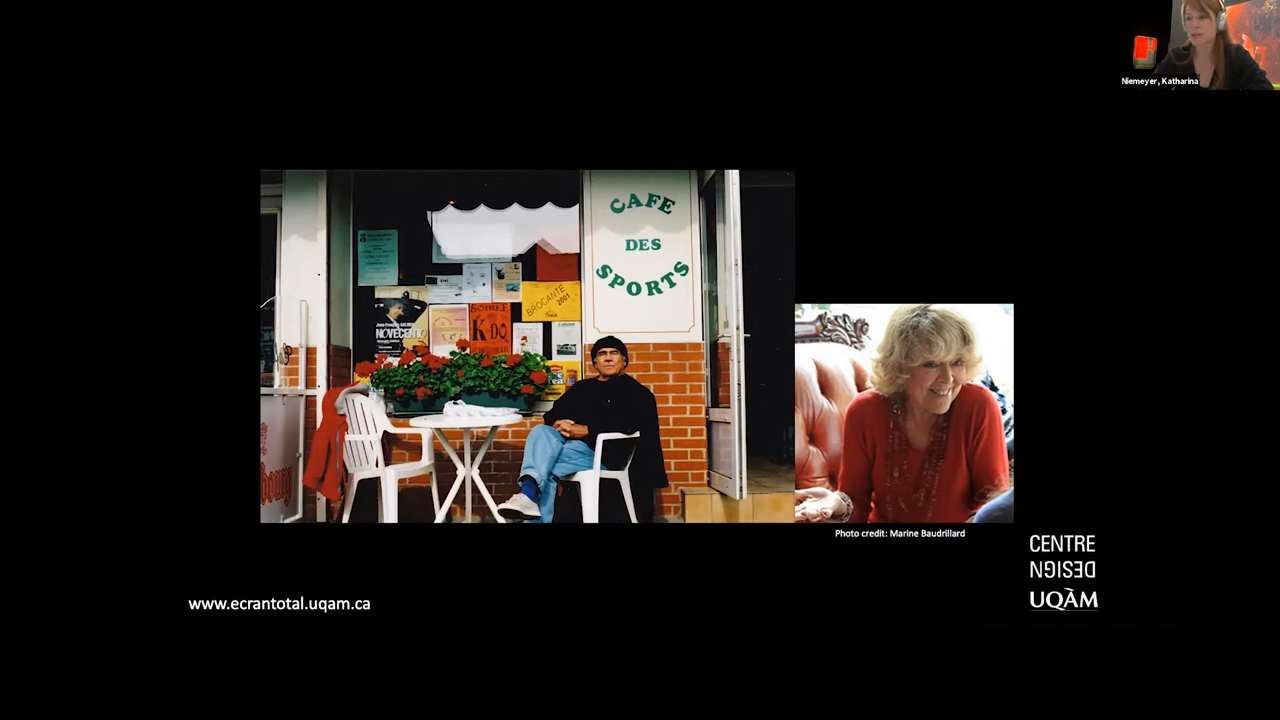 Niemeyer, Katharina
CAFE
DES
SPORTS
BROCANTE
2001
NOVECENTO
K DO
Photo credit: Marine Baudrillard
CENTRE
DESIGN
UQÀM
www.ecrantotal.uqam.ca